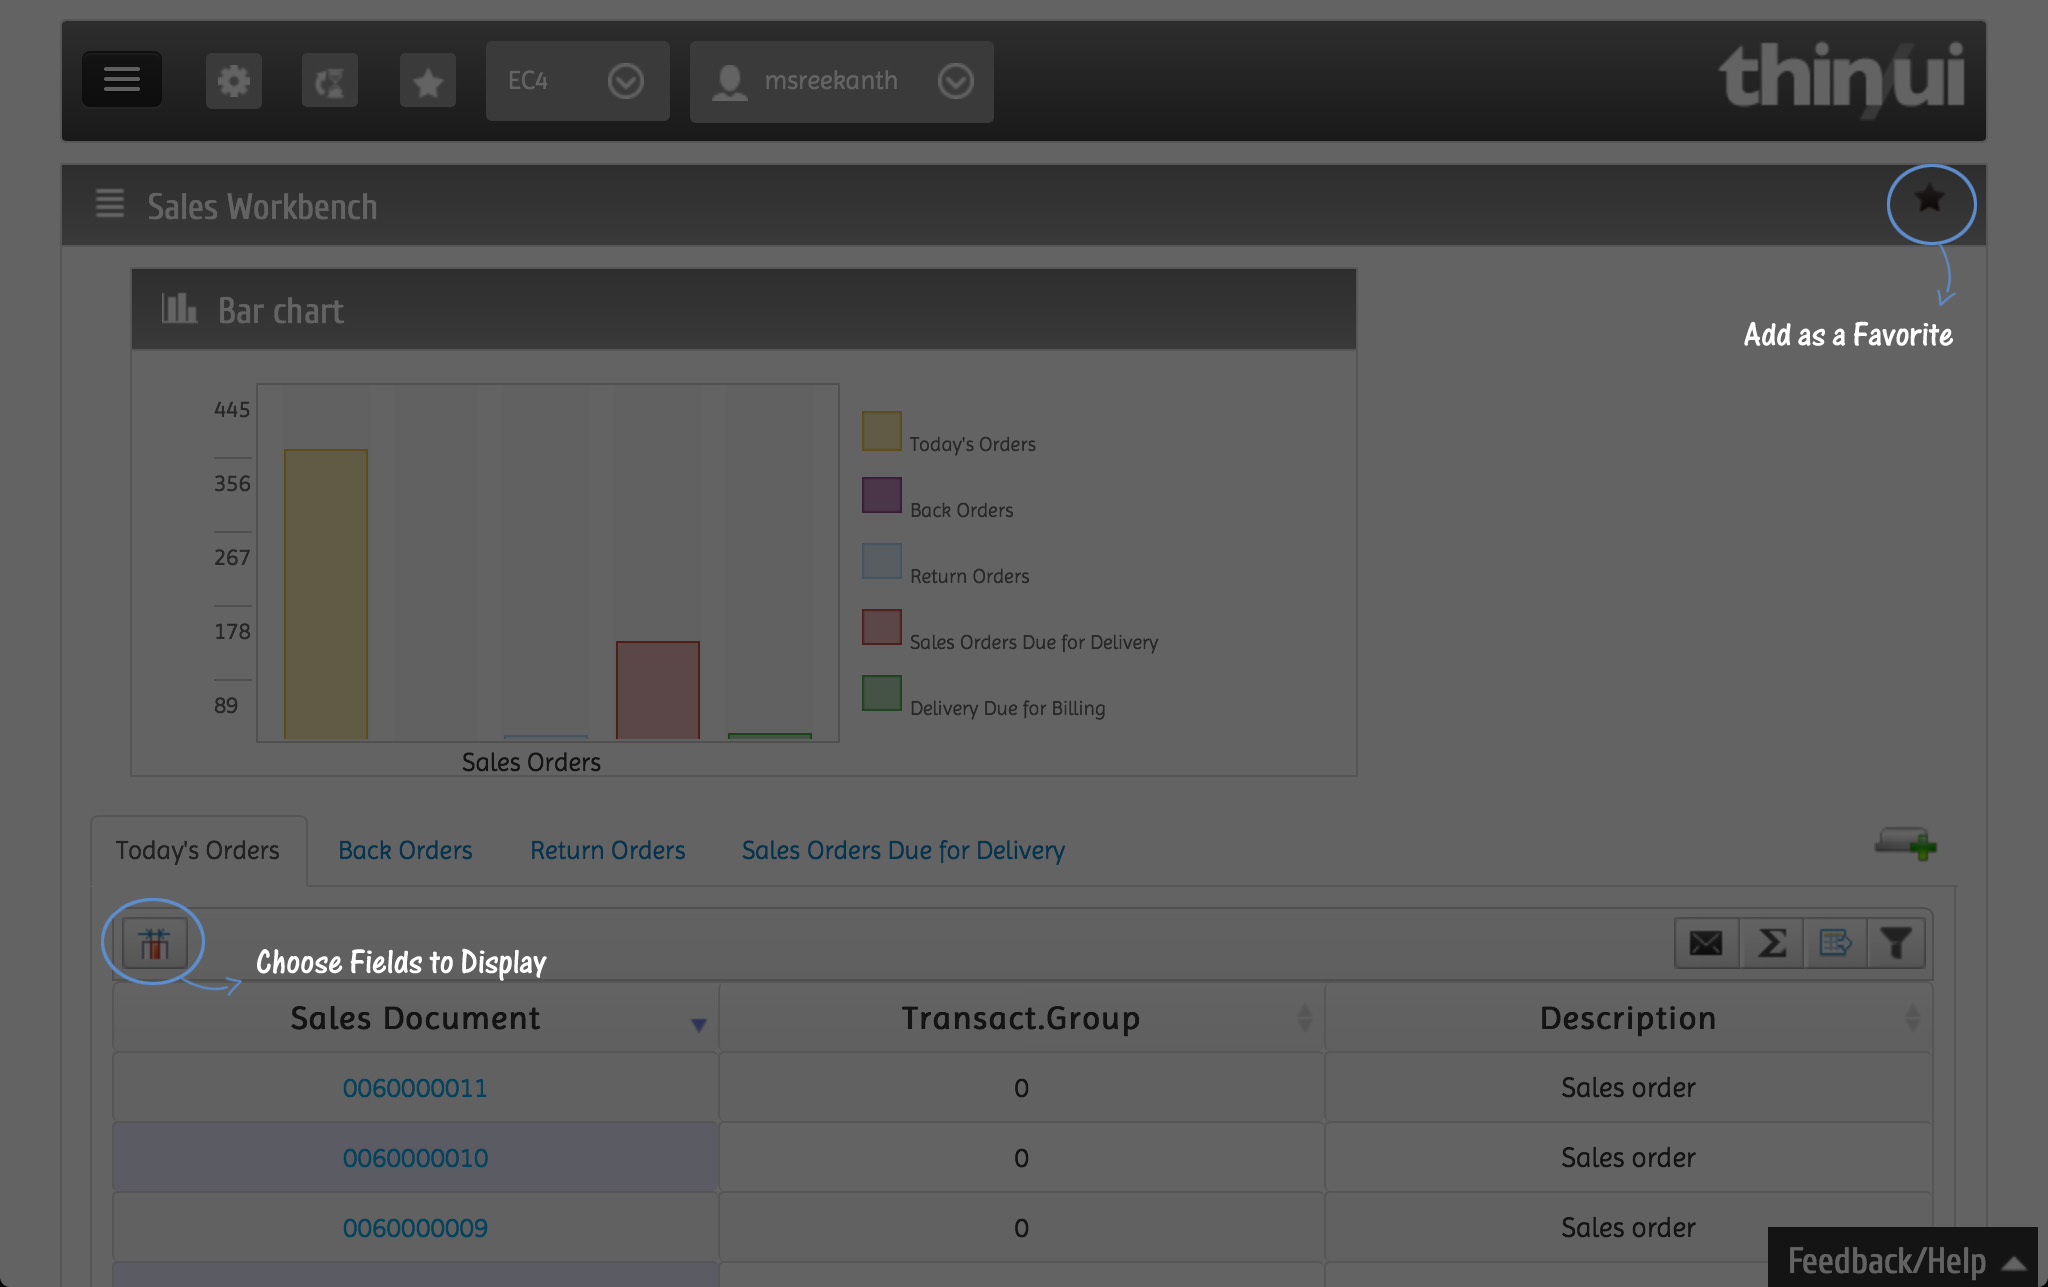 EC4
msreekanth
thinui
Sales Workbench
Bar chart
Add as a Favorite
445
356
267
178
89
Today's Orders
Back Orders
Return Orders
Sales Orders Due for Delivery
Delivery Due for Billing
Sales Orders
Today's Orders Back Orders Return Orders Sales Orders Due for Delivery
Choose Fields to Display
Sales Document Transact.Group Description
0060000011 0 Sales order
0060000010 0 Sales order
0060000009 0 Sales order
Feedback/Help